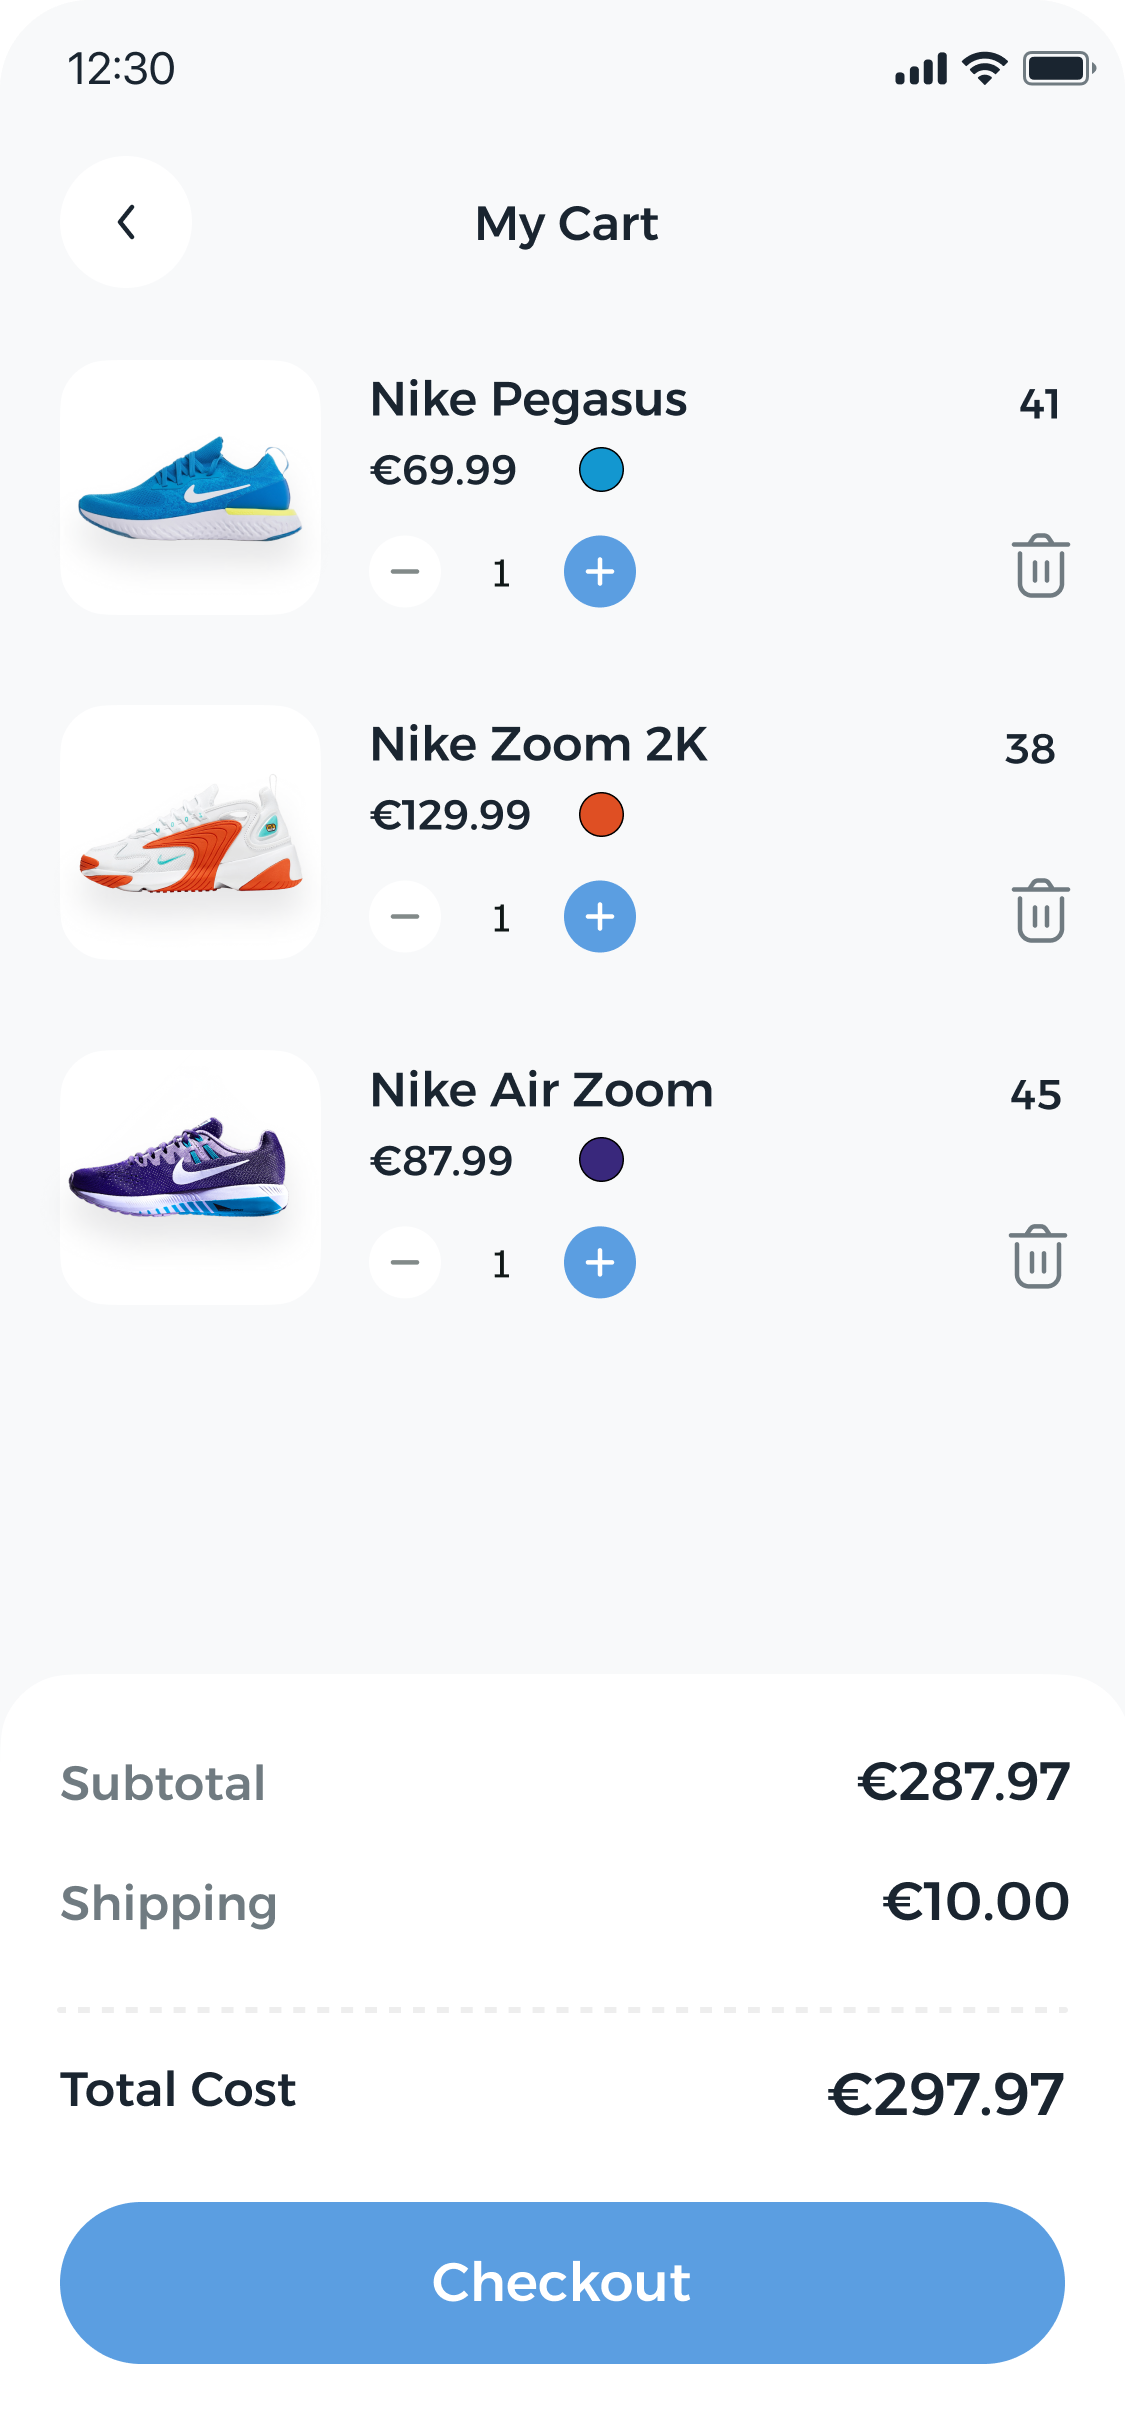 12:30
My Cart
Nike Pegasus
41
€69.99
1
Nike Zoom 2K
38
€129.99
1
Nike Air Zoom
45
€87.99
1
Subtotal
€287.97
Shipping
€10.00
Total Cost
€297.97
Checkout